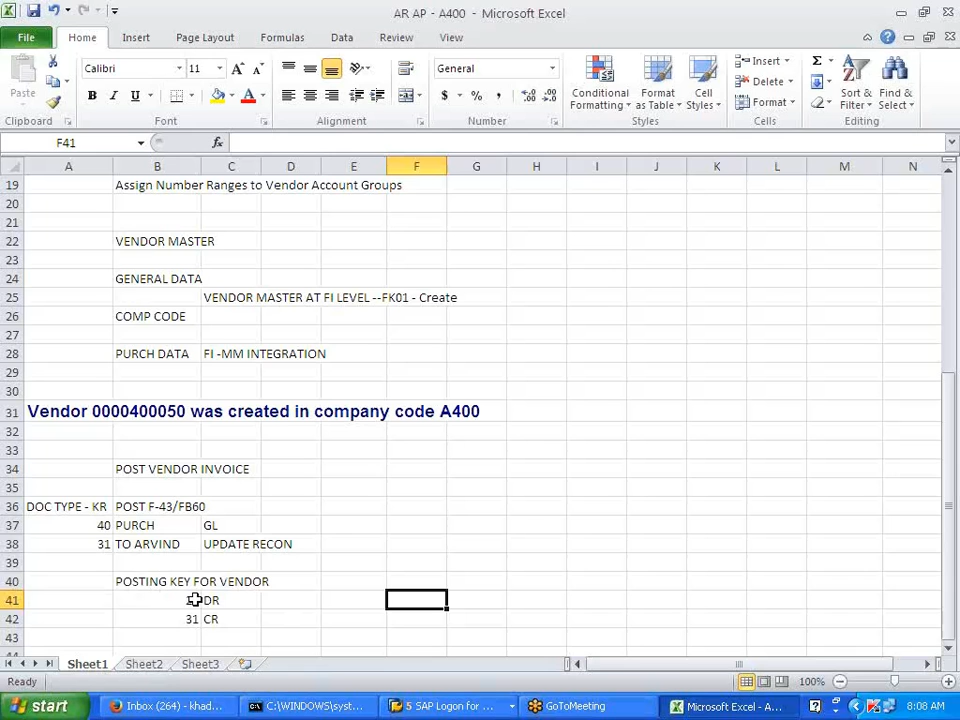 AR AP - A400 - Microsoft Excel
File Home Insert Page Layout Formulas Data Review View
Paste
Calibri 11
B I U
General
$ % ,
Conditional Formatting
Format as Table
Cell Styles
Insert
Delete
Format
Sort & Filter
Find & Select
Clipboard Font Alignment Number Styles Cells Editing
F41 fx
A B C D E F G H I J K L M N
19 Assign Number Ranges to Vendor Account Groups
20
21
22 VENDOR MASTER
23
24 GENERAL DATA
25 VENDOR MASTER AT FI LEVEL --FK01 - Create
26 COMP CODE
27
28 PURCH DATA FI -MM INTEGRATION
29
30
31 Vendor 0000400050 was created in company code A400
32
33
34 POST VENDOR INVOICE
35
36 DOC TYPE - KR POST F-43/FB60
37 40 PURCH GL
38 31 TO ARVIND UPDATE RECON
39
40 POSTING KEY FOR VENDOR
41 DR
42 31 CR
43
Sheet1 Sheet2 Sheet3
Ready 100%
start Inbox (264) - khad... C:\WINDOWS\syst... 5 SAP Logon for ... GoToMeeting Microsoft Excel - A... 8:08 AM